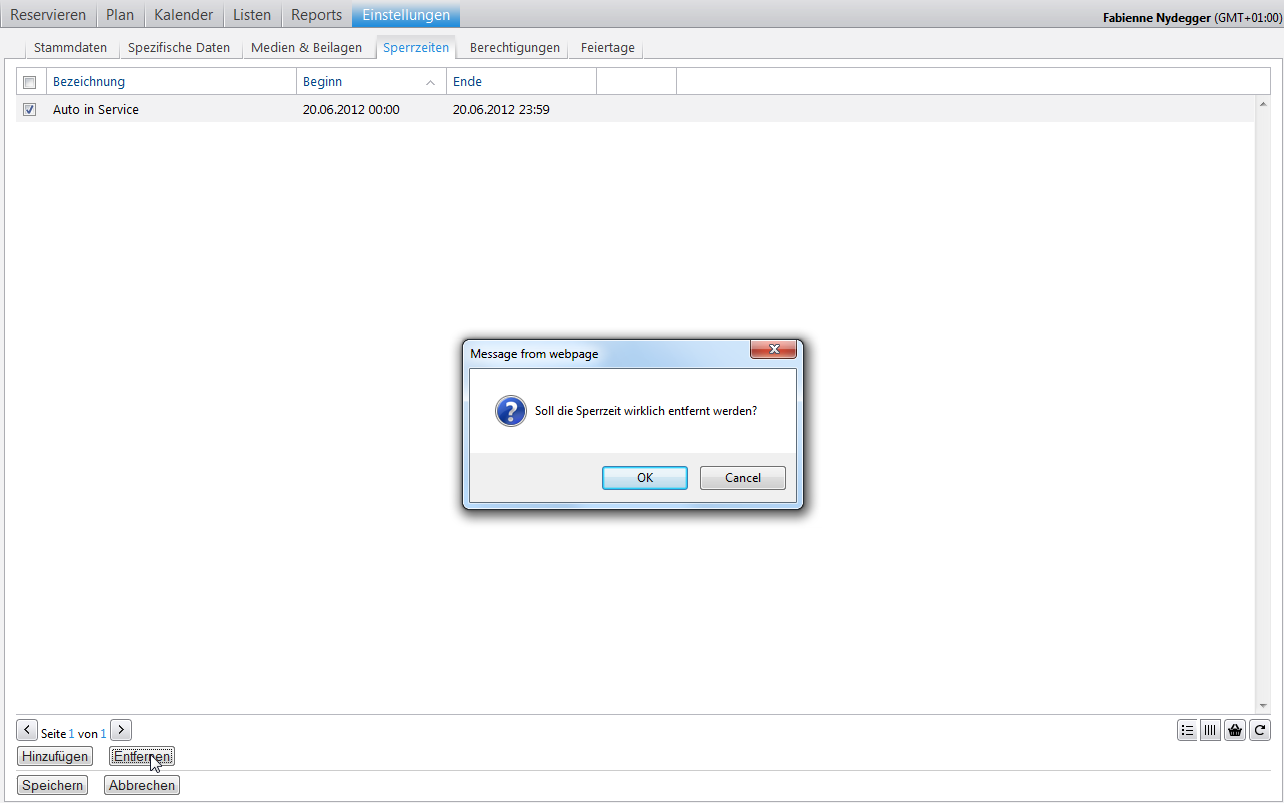 Reservieren Plan Kalender Listen Reports Einstellungen Fabienne Nydegger (GMT+01:00)
Stammdaten Spezifische Daten Medien & Beilagen Sperrzeiten Berechtigungen Feiertage
Bezeichnung Beginn Ende
Auto in Service 20.06.2012 00:00 20.06.2012 23:59
Message from webpage
Soll die Sperrzeit wirklich entfernt werden?
OK Cancel
Seite 1 von 1
Hinzufügen Entfernen
Speichern Abbrechen